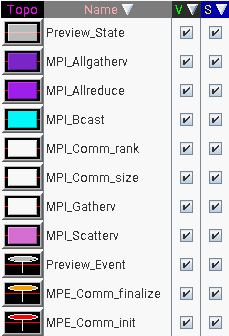 Topo Name V S
Preview_State
MPI_Allgatherv
MPI_Allreduce
MPI_Bcast
MPI_Comm_rank
MPI_Comm_size
MPI_Gatherv
MPI_Scatterv
Preview_Event
MPE_Comm_finalize
MPE_Comm_init